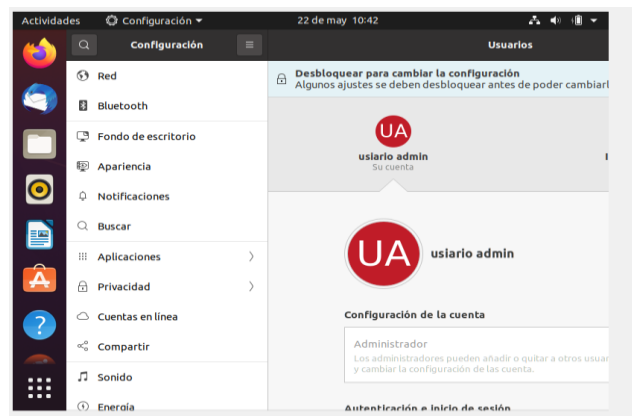 Actividades
Configuración
22 de may 10:42
Configuración
Usuarios
Red
Bluetooth
Fondo de escritorio
Apariencia
Notificaciones
Buscar
Aplicaciones
Privacidad
Cuentas en línea
Compartir
Sonido
Energía
Desbloquear para cambiar la configuración
Algunos ajustes se deben desbloquear antes de poder cambiarl
UA
usiario admin
Su cuenta
UA
usiario admin
Configuración de la cuenta
Administrador
Los administradores pueden añadir o quitar a otros usuar
y cambiar la configuración de las cuenta.
Autenticación e inicio de sesión